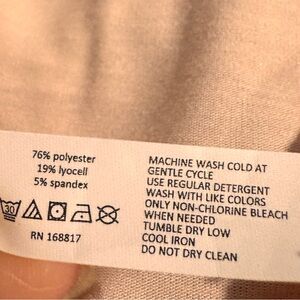 76% polyester
19% lyocell
5% spandex
30
RN 168817
MACHINE WASH COLD AT
GENTLE CYCLE
USE REGULAR DETERGENT
WASH WITH LIKE COLORS
ONLY NON-CHLORINE BLEACH
WHEN NEEDED
TUMBLE DRY LOW
COOL IRON
DO NOT DRY CLEAN